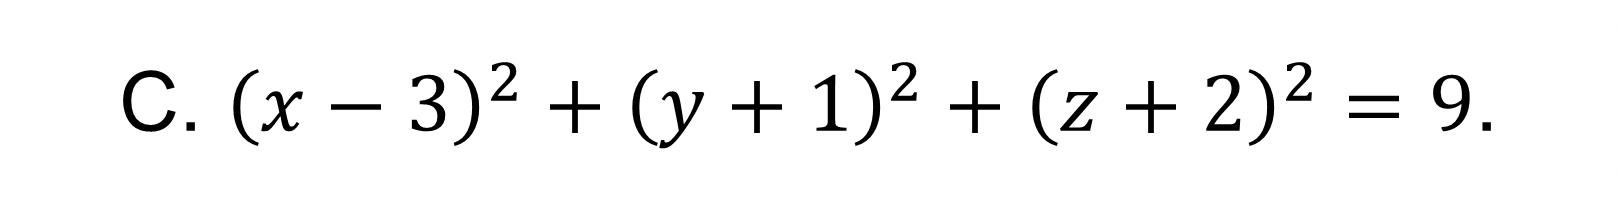 C. (x − 3)² + (y + 1)² + (z + 2)² = 9.